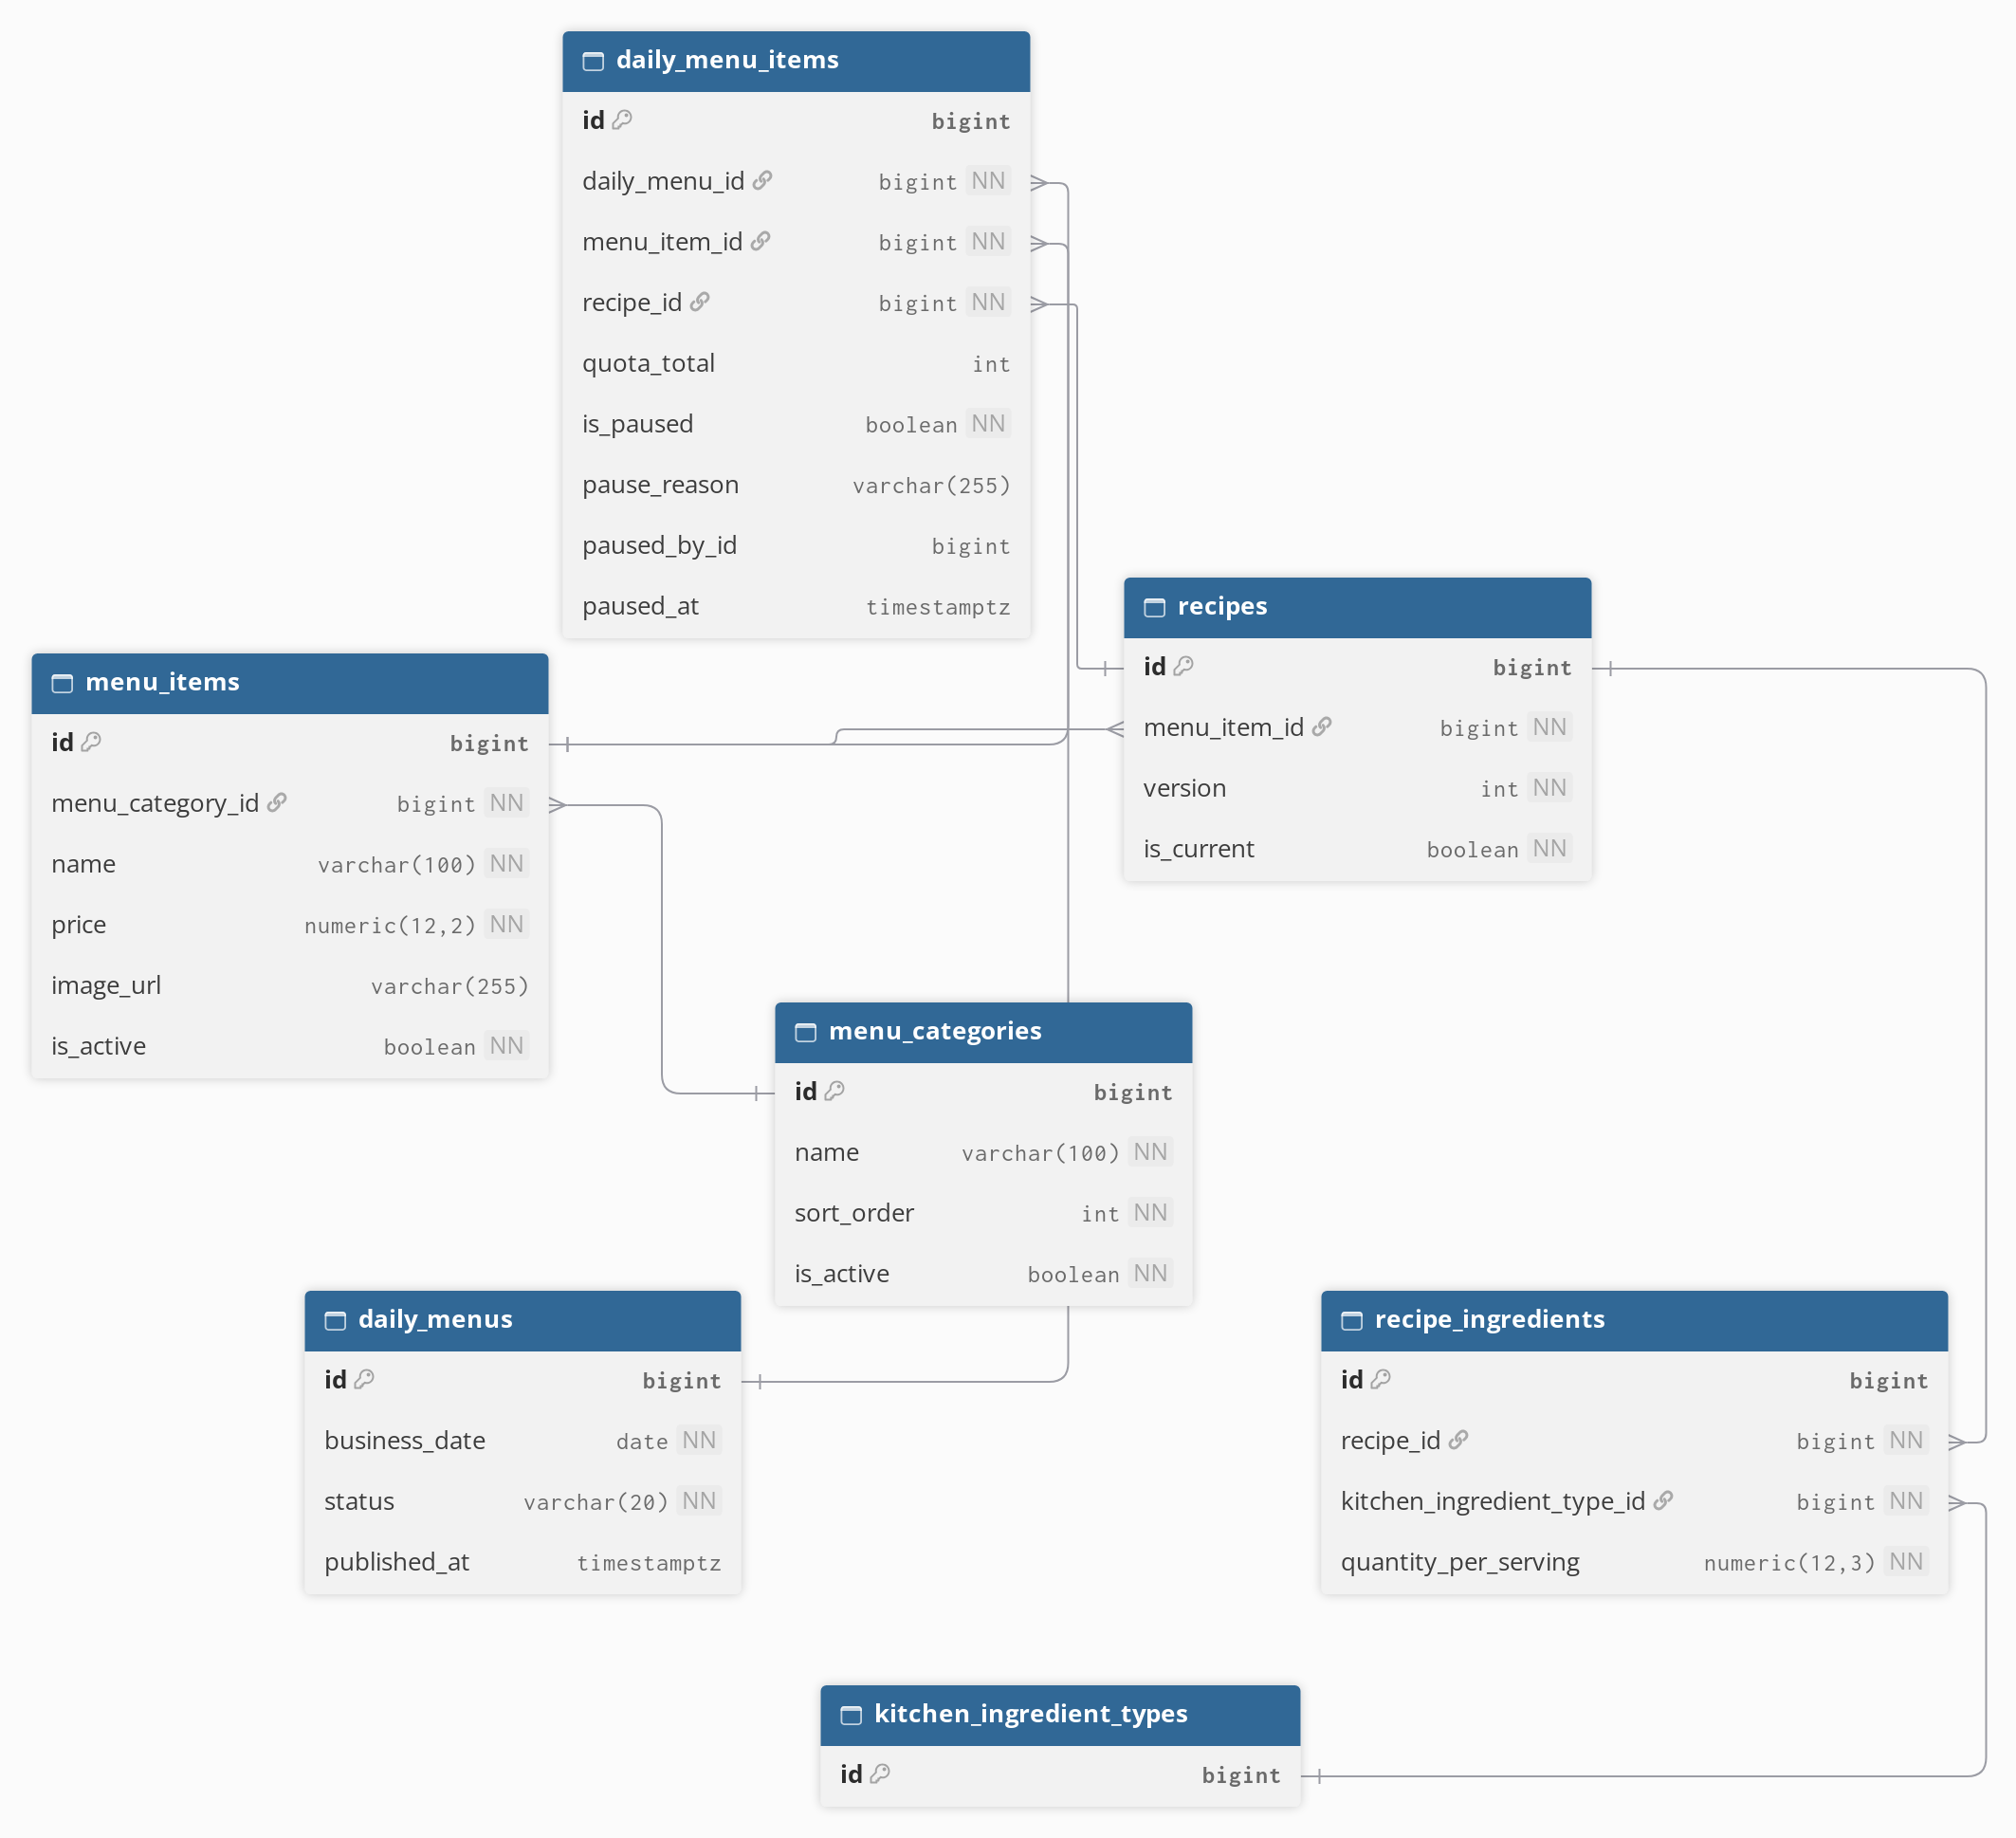 daily_menu_items
id bigint
daily_menu_id bigint NN
menu_item_id bigint NN
recipe_id bigint NN
quota_total int
is_paused boolean NN
pause_reason varchar(255)
paused_by_id bigint
paused_at timestamptz
recipes
id bigint
menu_item_id bigint NN
version int NN
is_current boolean NN
menu_items
id bigint
menu_category_id bigint NN
name varchar(100) NN
price numeric(12,2) NN
image_url varchar(255)
is_active boolean NN
menu_categories
id bigint
name varchar(100) NN
sort_order int NN
is_active boolean NN
daily_menus
id bigint
business_date date NN
status varchar(20) NN
published_at timestamptz
recipe_ingredients
id bigint
recipe_id bigint NN
kitchen_ingredient_type_id bigint NN
quantity_per_serving numeric(12,3) NN
kitchen_ingredient_types
id bigint